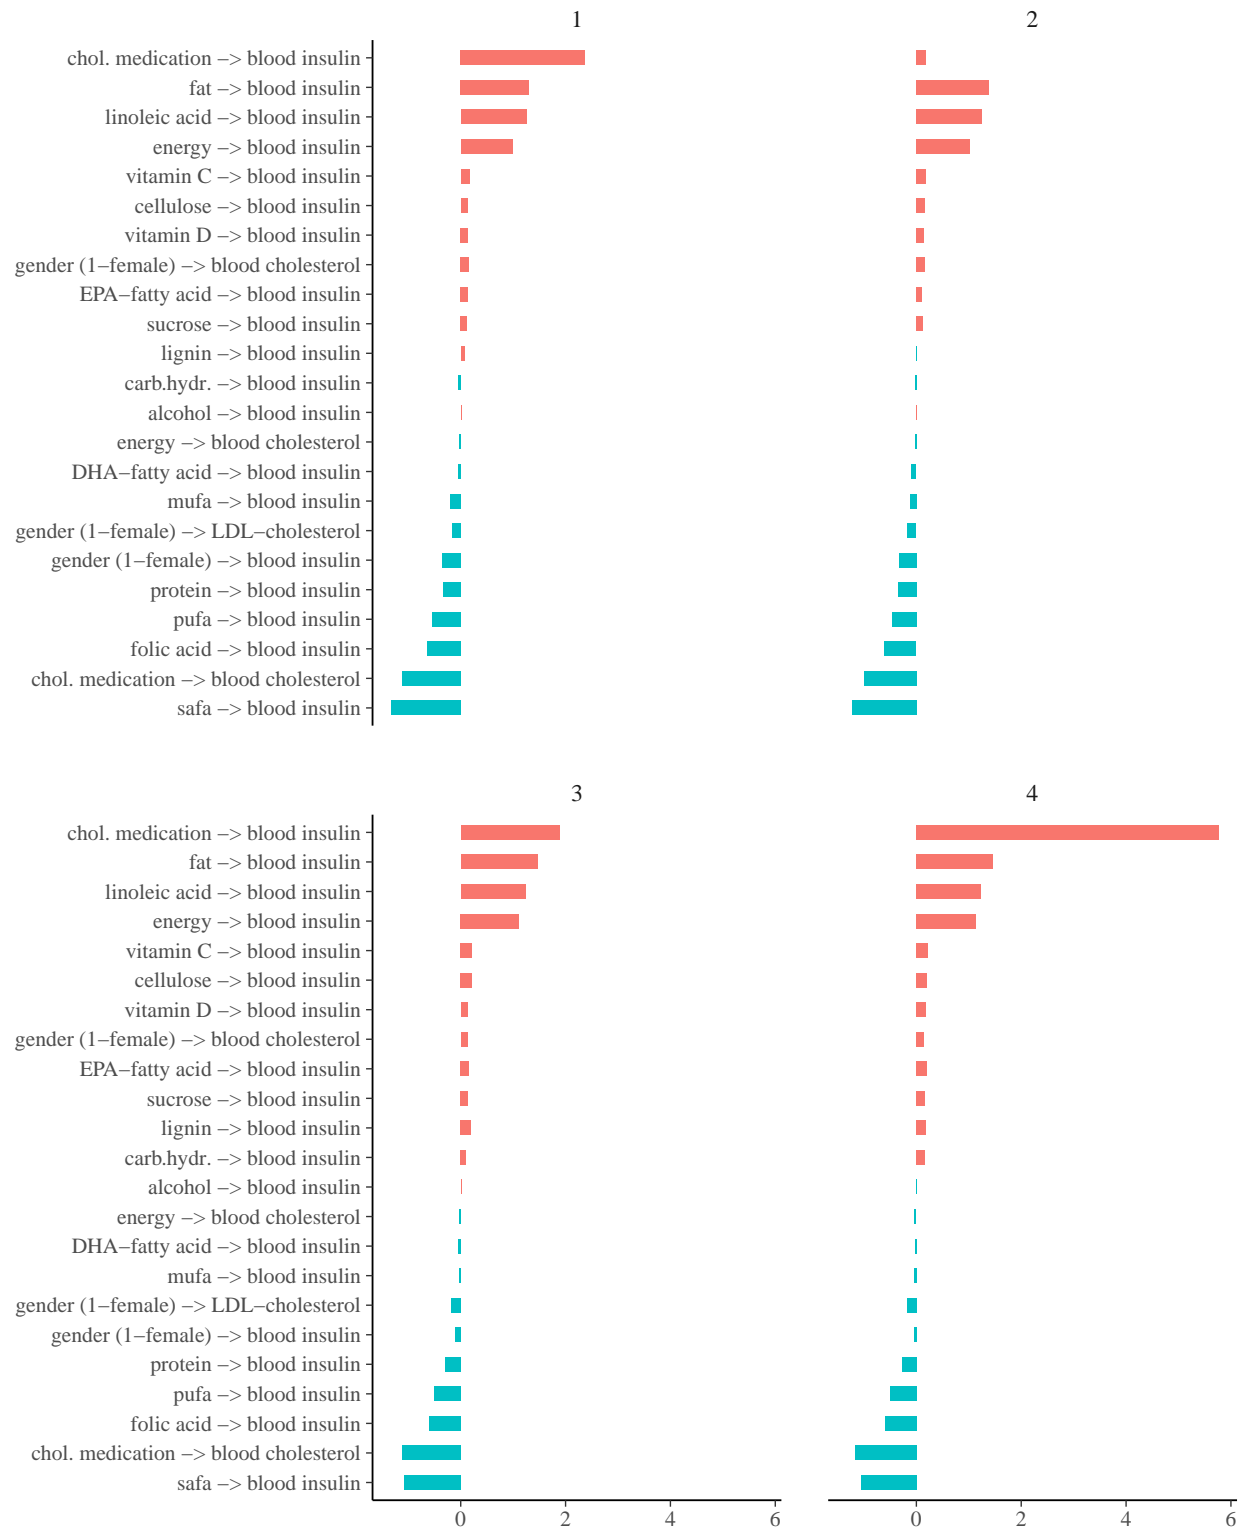 1
2
chol. medication −> blood insulin
fat −> blood insulin
linoleic acid −> blood insulin
energy −> blood insulin
vitamin C −> blood insulin
cellulose −> blood insulin
vitamin D −> blood insulin
gender (1−female) −> blood cholesterol
EPA−fatty acid −> blood insulin
sucrose −> blood insulin
lignin −> blood insulin
carb.hydr. −> blood insulin
alcohol −> blood insulin
energy −> blood cholesterol
DHA−fatty acid −> blood insulin
mufa −> blood insulin
gender (1−female) −> LDL−cholesterol
gender (1−female) −> blood insulin
protein −> blood insulin
pufa −> blood insulin
folic acid −> blood insulin
chol. medication −> blood cholesterol
safa −> blood insulin
3
4
chol. medication −> blood insulin
fat −> blood insulin
linoleic acid −> blood insulin
energy −> blood insulin
vitamin C −> blood insulin
cellulose −> blood insulin
vitamin D −> blood insulin
gender (1−female) −> blood cholesterol
EPA−fatty acid −> blood insulin
sucrose −> blood insulin
lignin −> blood insulin
carb.hydr. −> blood insulin
alcohol −> blood insulin
energy −> blood cholesterol
DHA−fatty acid −> blood insulin
mufa −> blood insulin
gender (1−female) −> LDL−cholesterol
gender (1−female) −> blood insulin
protein −> blood insulin
pufa −> blood insulin
folic acid −> blood insulin
chol. medication −> blood cholesterol
safa −> blood insulin
0 2 4 6
0 2 4 6